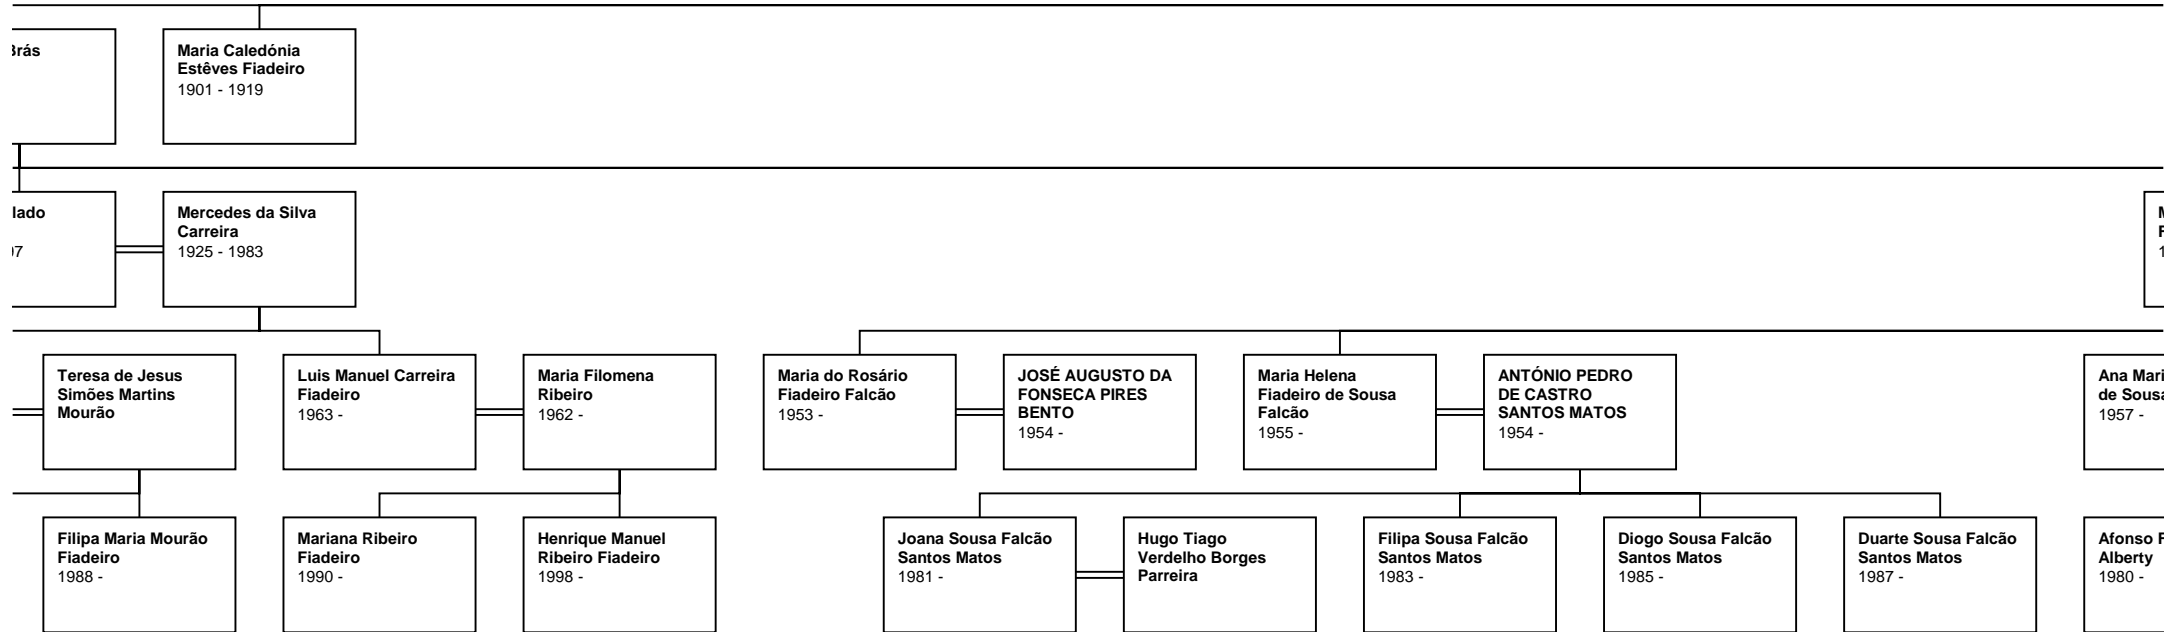 Maria Caledónia
Estêves Fiadeiro
1901 - 1919
Mercedes da Silva
Carreira
1925 - 1983
Teresa de Jesus
Simões Martins
Mourão
Luis Manuel Carreira
Fiadeiro
1963 -
Maria Filomena
Ribeiro
1962 -
Maria do Rosário
Fiadeiro Falcão
1953 -
JOSÉ AUGUSTO DA
FONSECA PIRES
BENTO
1954 -
Maria Helena
Fiadeiro de Sousa
Falcão
1955 -
ANTÓNIO PEDRO
DE CASTRO
SANTOS MATOS
1954 -
Ana
de
1957 -
Filipa Maria Mourão
Fiadeiro
1988 -
Mariana Ribeiro
Fiadeiro
1990 -
Henrique Manuel
Ribeiro Fiadeiro
1998 -
Joana Sousa Falcão
Santos Matos
1981 -
Hugo Tiago
Verdelho Borges
Parreira
Filipa Sousa Falcão
Santos Matos
1983 -
Diogo Sousa Falcão
Santos Matos
1985 -
Duarte Sousa Falcão
Santos Matos
1987 -
Afonso
Alberty
1980 -